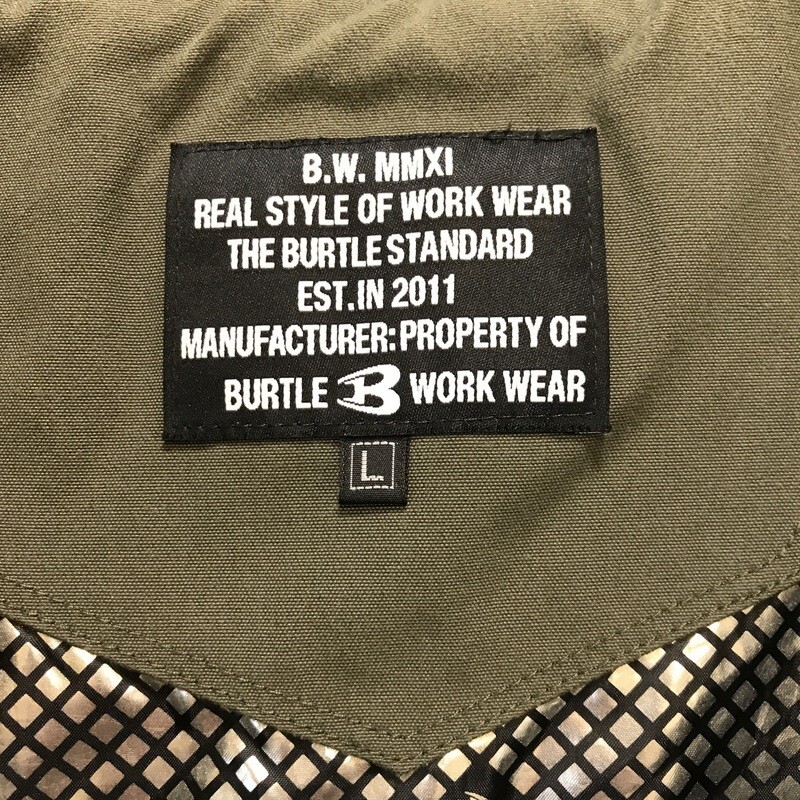 B.W. MMXI
REAL STYLE OF WORK WEAR
THE BURTLE STANDARD
EST.IN 2011
MANUFACTURER:PROPERTY OF
BURTLE B WORK WEAR
L